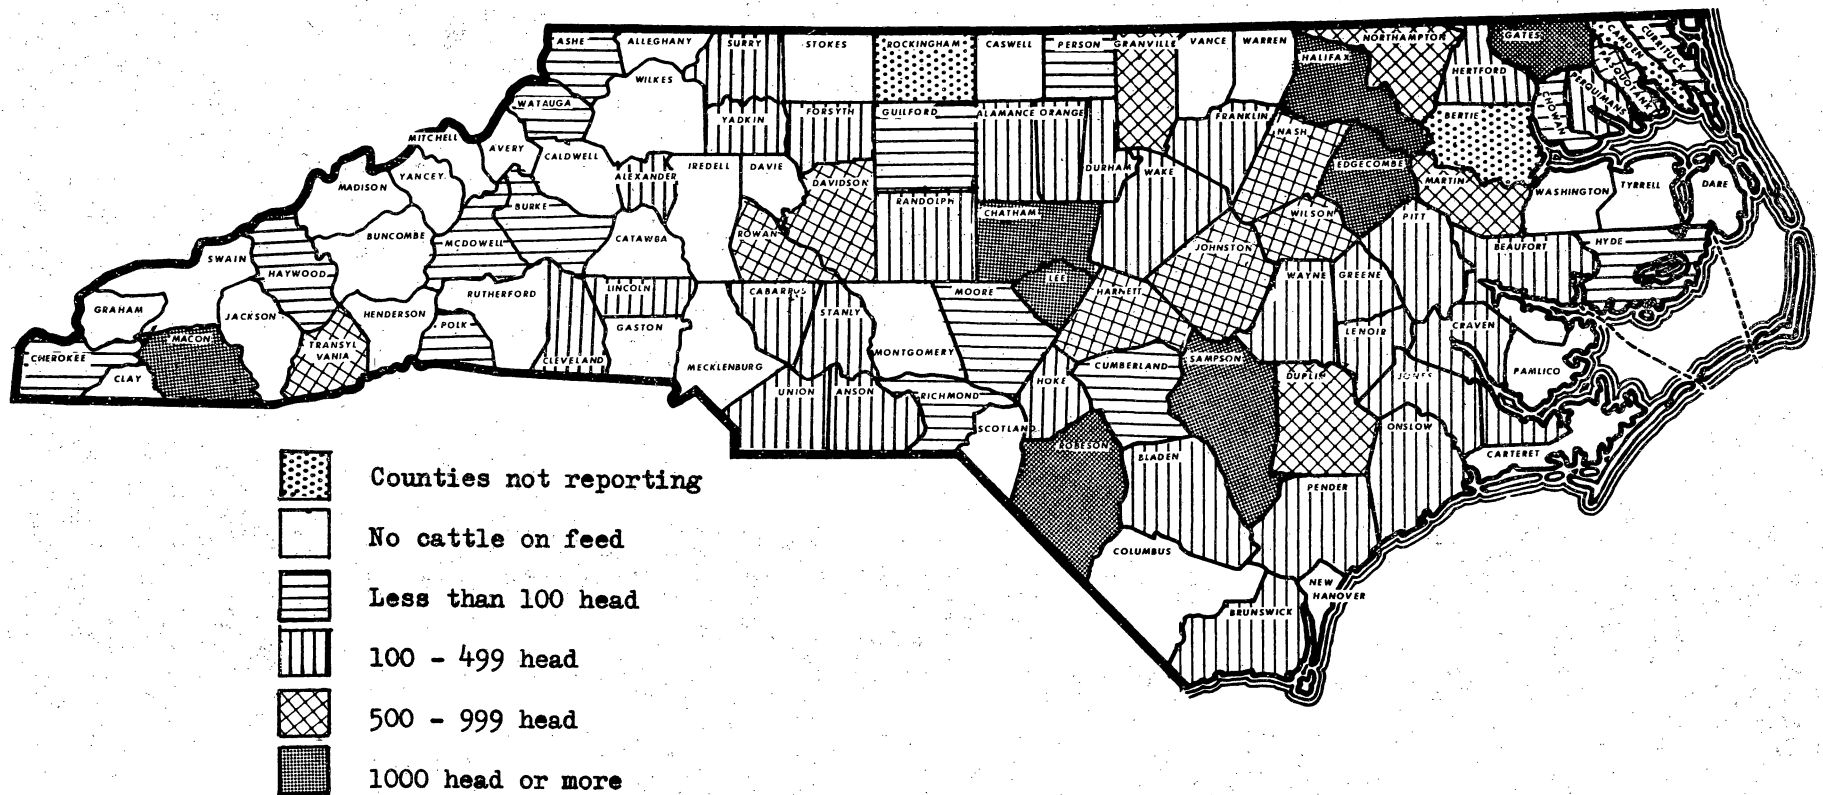 ASHE
ALLEGHANY
SURRY
STOKES
ROCKINGHAM
CASWELL
PERSON
GRANVILLE
VANCE
WARREN
NORTHAMPTON
GATES
CAMDEN
CURRITUCK
HALIFAX
HERTFORD
PASQUOTANK
PERQUIMANS
CHOWAN
WILKES
WATAUGA
YADKIN
FORSYTH
GUILFORD
ALAMANCE
ORANGE
FRANKLIN
NASH
BERTIE
MITCHELL
AVERY
CALDWELL
ALEXANDER
IREDELL
DAVIE
DURHAM
WAKE
EDGECOMBE
MADISON
YANCEY
BURKE
DAVIDSON
RANDOLPH
CHATHAM
MARTIN
WASHINGTON
TYRRELL
DARE
BUNCOMBE
MCDOWELL
CATAWBA
ROWAN
WILSON
PITT
SWAIN
HAYWOOD
JOHNSTON
BEAUFORT
HYDE
GRAHAM
JACKSON
HENDERSON
RUTHERFORD
LINCOLN
CABARRUS
STANLY
MOORE
LEE
HARNETT
WAYNE
GREENE
CHEROKEE
MACON
TRANSYL
VANIA
POLK
GASTON
LENOIR
CRAVEN
CLAY
CLEVELAND
MECKLENBURG
MONTGOMERY
CUMBERLAND
SAMPSON
DUPLIN
JONES
PAMLICO
UNION
ANSON
RICHMOND
HOKE
SCOTLAND
ROBESON
BLADEN
ONSLOW
CARTERET
PENDER
COLUMBUS
BRUNSWICK
NEW
HANOVER
Counties not reporting
No cattle on feed
Less than 100 head
100 - 499 head
500 - 999 head
1000 head or more